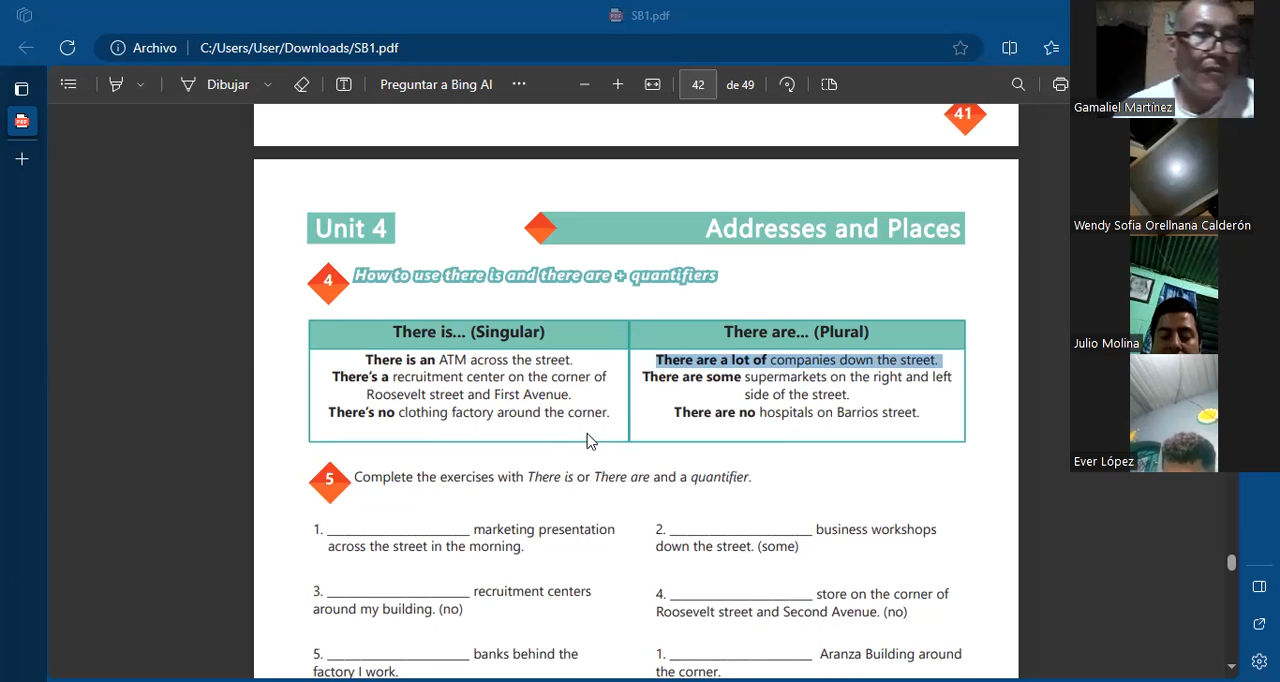 SB1.pdf
Archivo C:/Users/User/Downloads/SB1.pdf
Dibujar Preguntar a Bing AI 42 de 49
41
Unit 4 Addresses and Places
4 How to use there is and there are + quantifiers
There is... (Singular) There are... (Plural)
There is an ATM across the street.
There's a recruitment center on the corner of
Roosevelt street and First Avenue.
There's no clothing factory around the corner.
There are a lot of companies down the street.
There are some supermarkets on the right and left
side of the street.
There are no hospitals on Barrios street.
5 Complete the exercises with There is or There are and a quantifier.
1. __________________ marketing presentation
across the street in the morning.
2. __________________ business workshops
down the street. (some)
3. __________________ recruitment centers
around my building. (no)
4. __________________ store on the corner of
Roosevelt street and Second Avenue. (no)
5. __________________ banks behind the
factory I work.
1. __________________ Aranza Building around
the corner.
Gamaliel Martínez
Wendy Sofia Orellnana Calderón
Julio Molina
Ever López